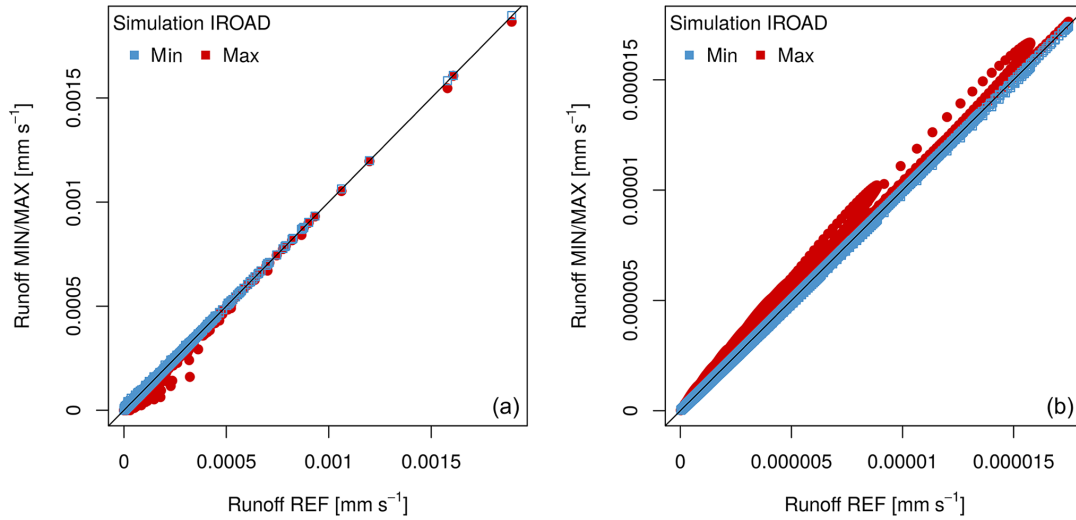 Simulation IROAD
Min Max
Runoff MIN/MAX [mm s⁻¹]
0.0015
0.001
0.0005
0
(a)
0 0.0005 0.001 0.0015
Runoff REF [mm s⁻¹]
Simulation IROAD
Min Max
Runoff MIN/MAX [mm s⁻¹]
0.00015
0.00001
0.000005
0
(b)
0 0.000005 0.00001 0.000015
Runoff REF [mm s⁻¹]